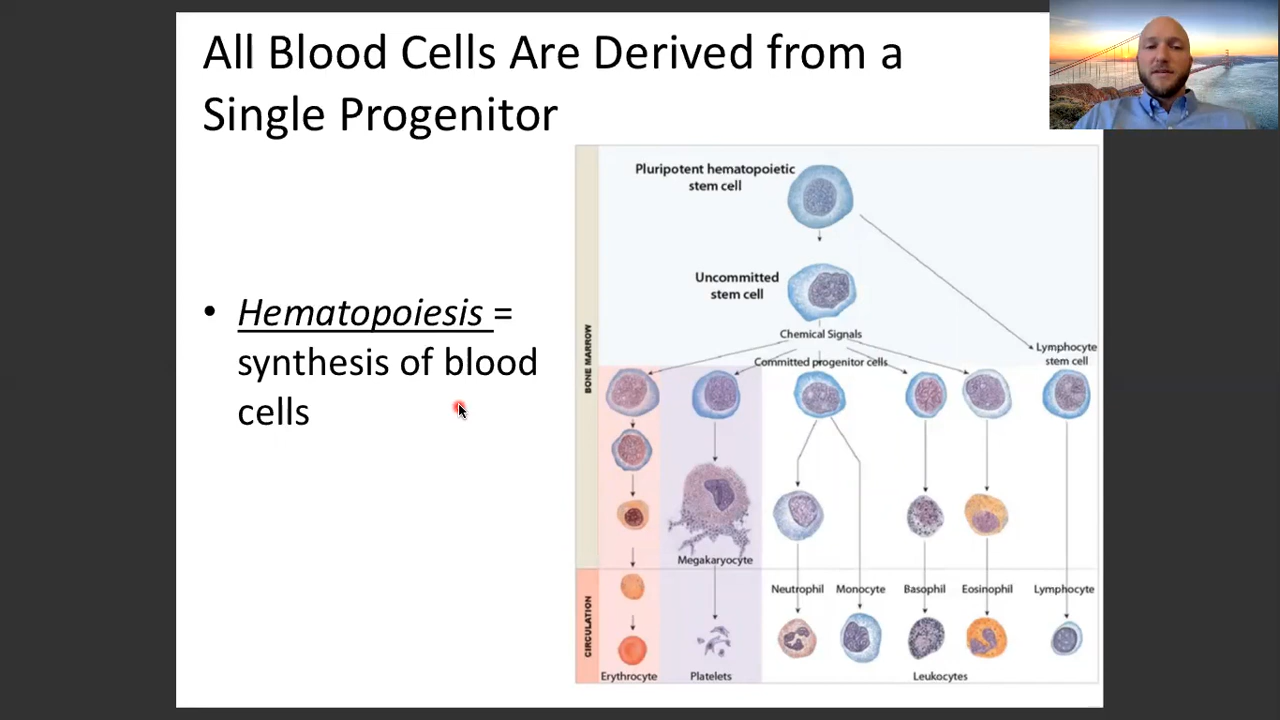 All Blood Cells Are Derived from a
Single Progenitor
• Hematopoiesis =
synthesis of blood
cells
Pluripotent hematopoietic
stem cell
Uncommitted
stem cell
Chemical Signals
Lymphocyte
stem cell
Committed progenitor cells
BONE MARROW
Megakaryocyte
CIRCULATION
Neutrophil Monocyte Basophil Eosinophil Lymphocyte
Erythrocyte Platelets Leukocytes